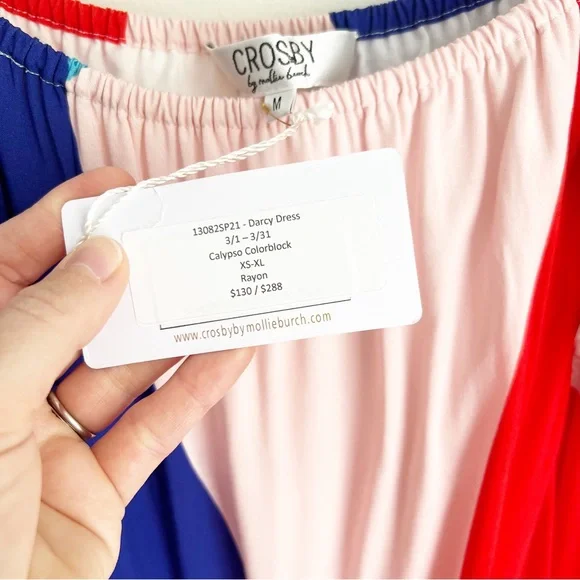 CROSBY
by mollie burch
M
13082SP21 - Darcy Dress
3/1 – 3/31
Calypso Colorblock
XS-XL
Rayon
$130 / $288
www.crosbybymollieburch.com